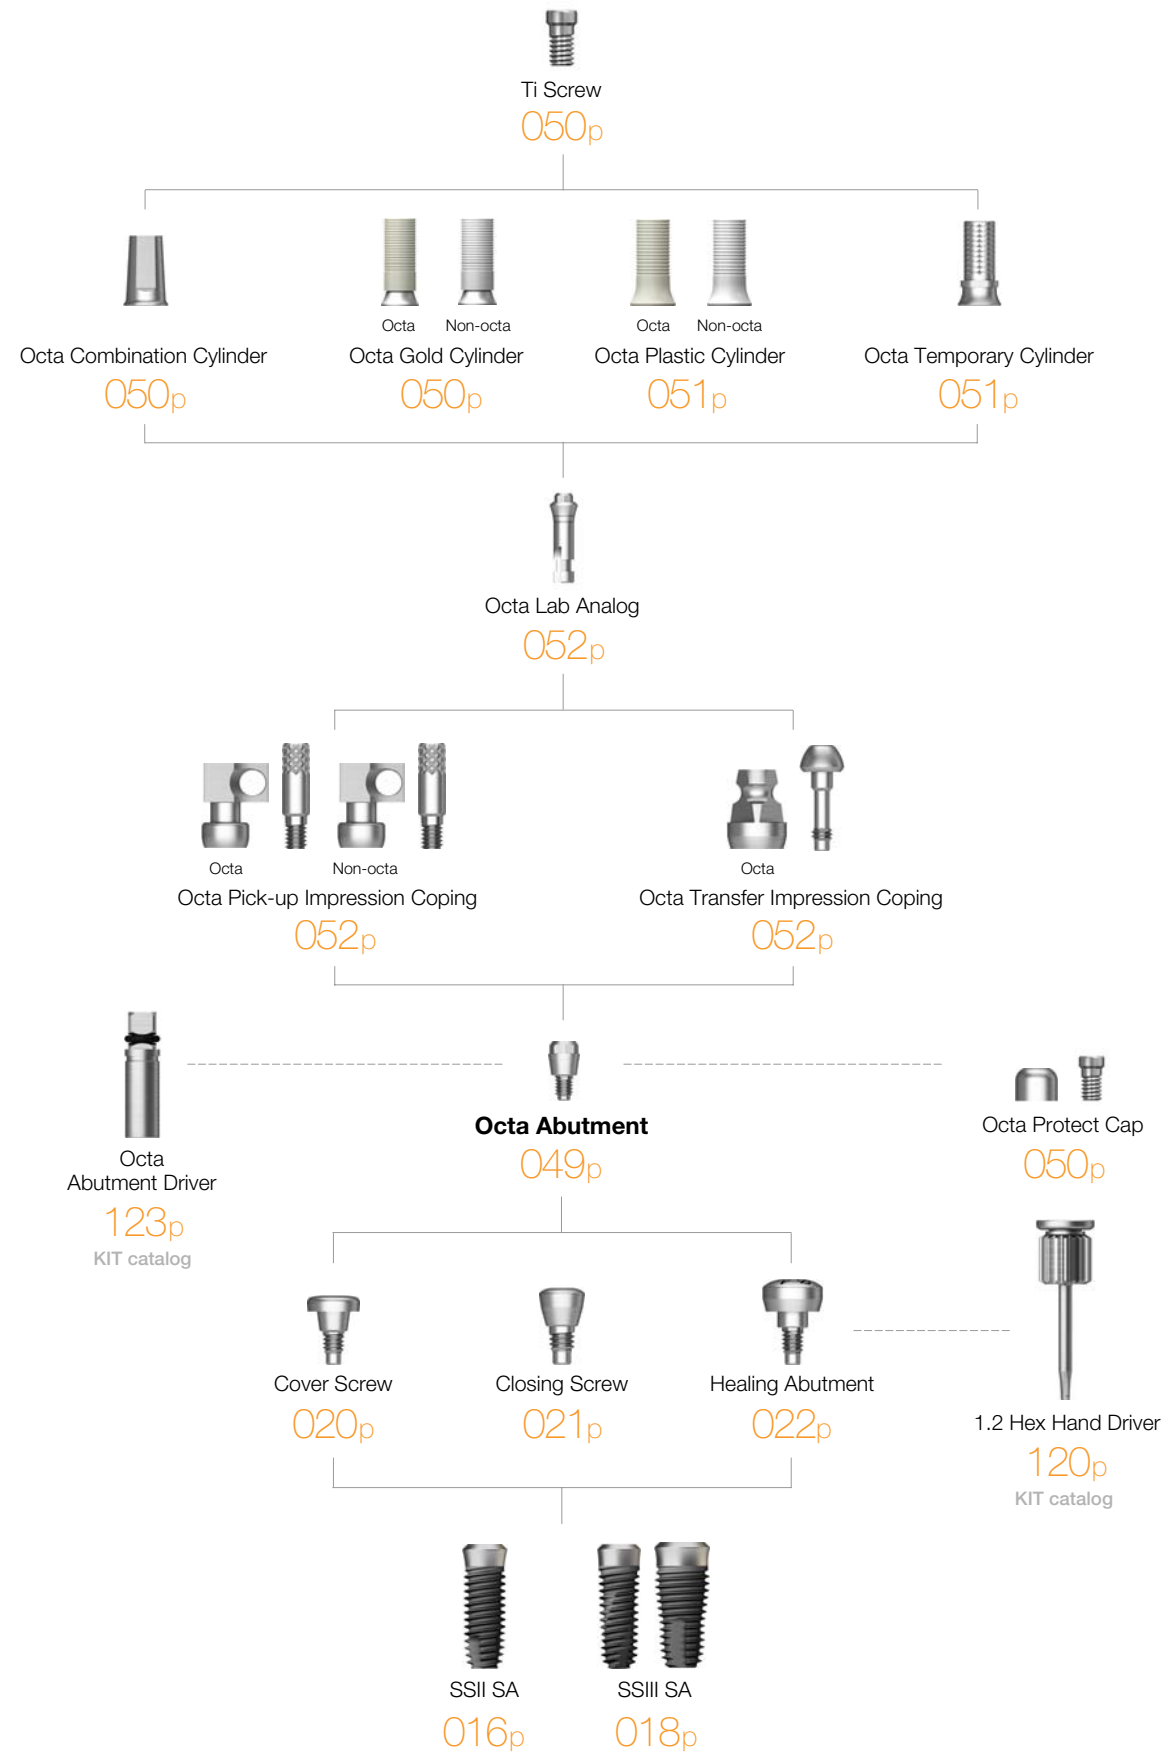 Ti Screw
050p
Octa Non-octa
Octa Non-octa
Octa Combination Cylinder
050p
Octa Gold Cylinder
050p
Octa Plastic Cylinder
051p
Octa Temporary Cylinder
051p
Octa Lab Analog
052p
Octa Non-octa
Octa Pick-up Impression Coping
052p
Octa
Octa Transfer Impression Coping
052p
Octa
Abutment Driver
123p
KIT catalog
Octa Abutment
049p
Octa Protect Cap
050p
Cover Screw
020p
Closing Screw
021p
Healing Abutment
022p
1.2 Hex Hand Driver
120p
KIT catalog
SSII SA
016p
SSIII SA
018p